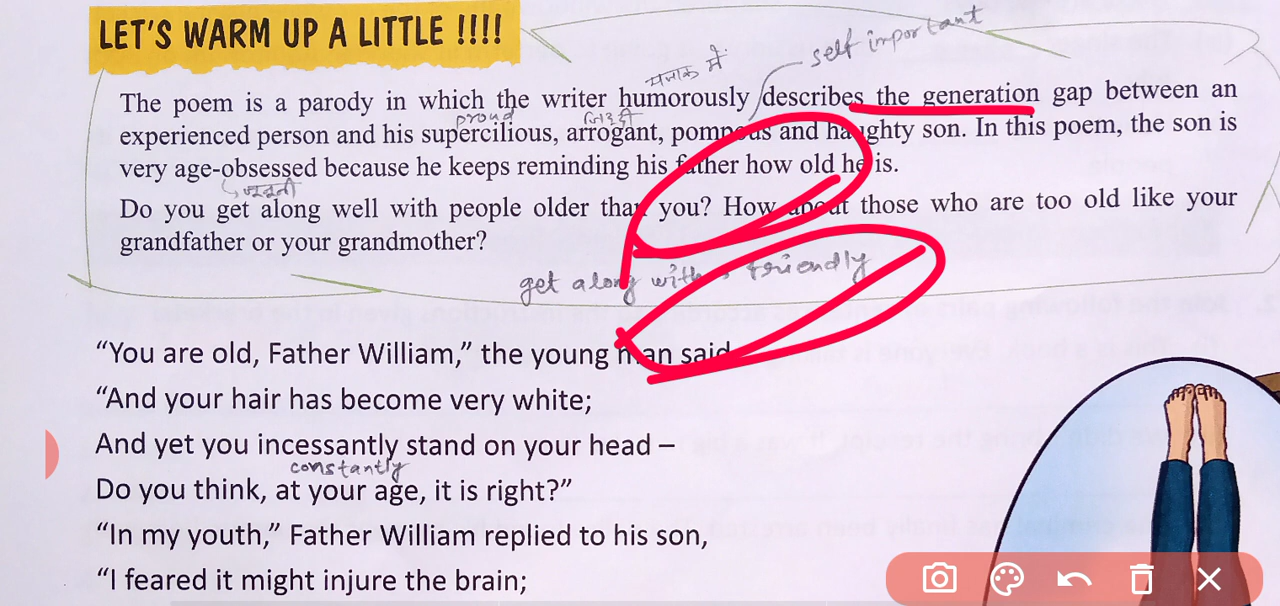 LET'S WARM UP A LITTLE !!!!
self important
मजाक में
The poem is a parody in which the writer humorously describes the generation gap between an
proud
experienced person and his supercilious, arrogant, pompous and haughty son. In this poem, the son is
very age-obsessed because he keeps reminding his father how old he is.
Do you get along well with people older than you? How about those who are too old like your
grandfather or your grandmother?
get along with friendly
“You are old, Father William,” the young man said
“And your hair has become very white;
And yet you incessantly stand on your head –
constantly
Do you think, at your age, it is right?”
“In my youth,” Father William replied to his son,
“I feared it might injure the brain;